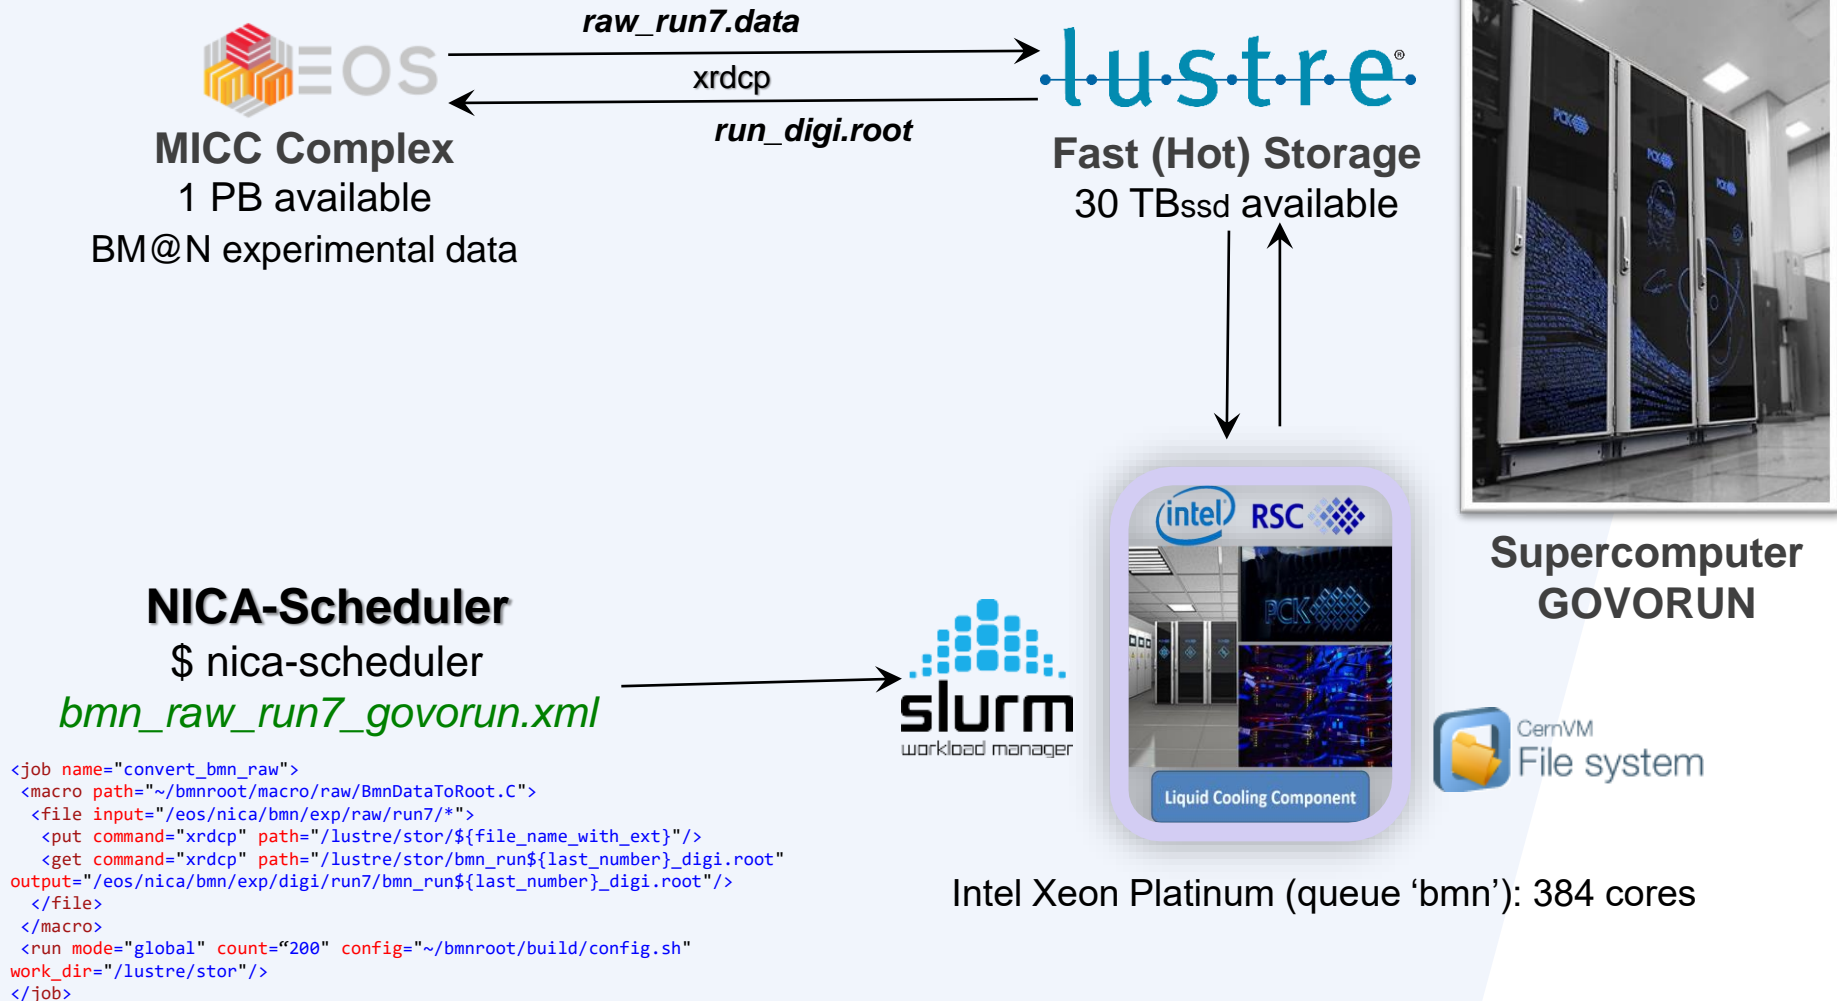 raw_run7.data
EOS
xrdcp
lustre®
run_digi.root
MICC Complex
1 PB available
BM@N experimental data
Fast (Hot) Storage
30 TBssd available
РСК
РСК
РСК
Supercomputer
GOVORUN
intel RSC
РСК
RSC
Liquid Cooling Component
NICA-Scheduler
$ nica-scheduler
bmn_raw_run7_govorun.xml
slurm
workload manager
CernVM
File system
<job name="convert_bmn_raw">
<macro path="~/bmnroot/macro/raw/BmnDataToRoot.C">
<file input="/eos/nica/bmn/exp/raw/run7/*">
<put command="xrdcp" path="/lustre/stor/${file_name_with_ext}"/>
<get command="xrdcp" path="/lustre/stor/bmn_run${last_number}_digi.root"
output="/eos/nica/bmn/exp/digi/run7/bmn_run${last_number}_digi.root"/>
</file>
</macro>
<run mode="global" count=“200" config="~/bmnroot/build/config.sh"
work_dir="/lustre/stor"/>
</job>
Intel Xeon Platinum (queue ‘bmn’): 384 cores